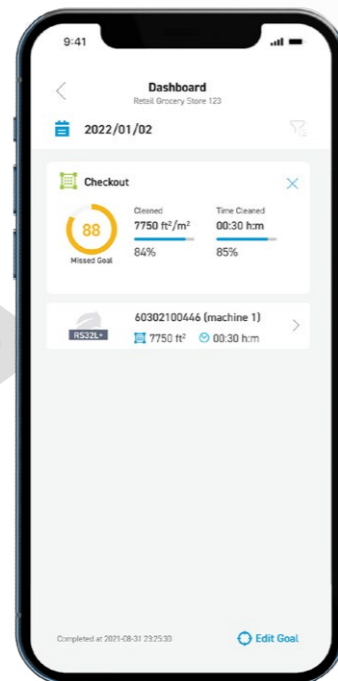 9:41
Dashboard
Retail Grocery Store 123
2022/01/02
Checkout
88
Missed Goal
Cleaned
7750 ft²/m²
84%
Time Cleaned
00:30 h:m
85%
60302100446 (machine 1)
RS32L+
7750 ft² 00:30 h:m
Completed at 2021-08-31 23:25:30
Edit Goal